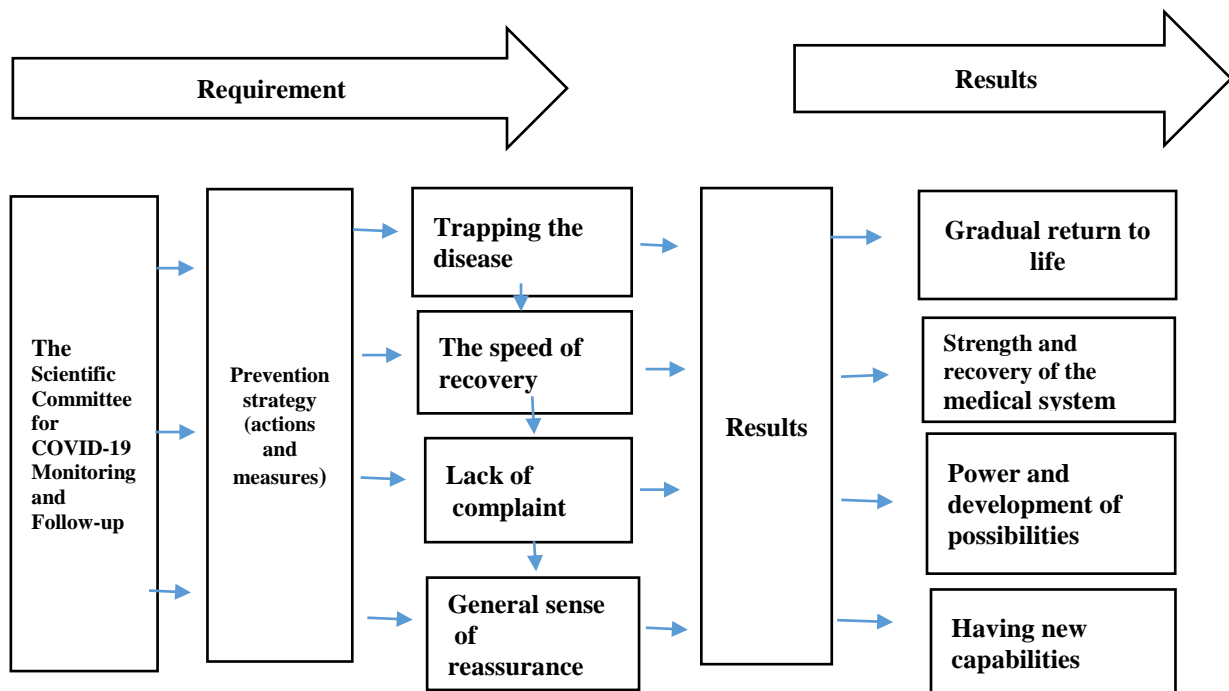 Requirement
Results
The
Scientific
Committee
for
COVID-19
Monitoring
and
Follow-up
Prevention
strategy
(actions
and
measures)
Trapping the
disease
The speed of
recovery
Lack of
complaint
General sense
of
reassurance
Results
Gradual return to
life
Strength and
recovery of the
medical system
Power and
development of
possibilities
Having new
capabilities